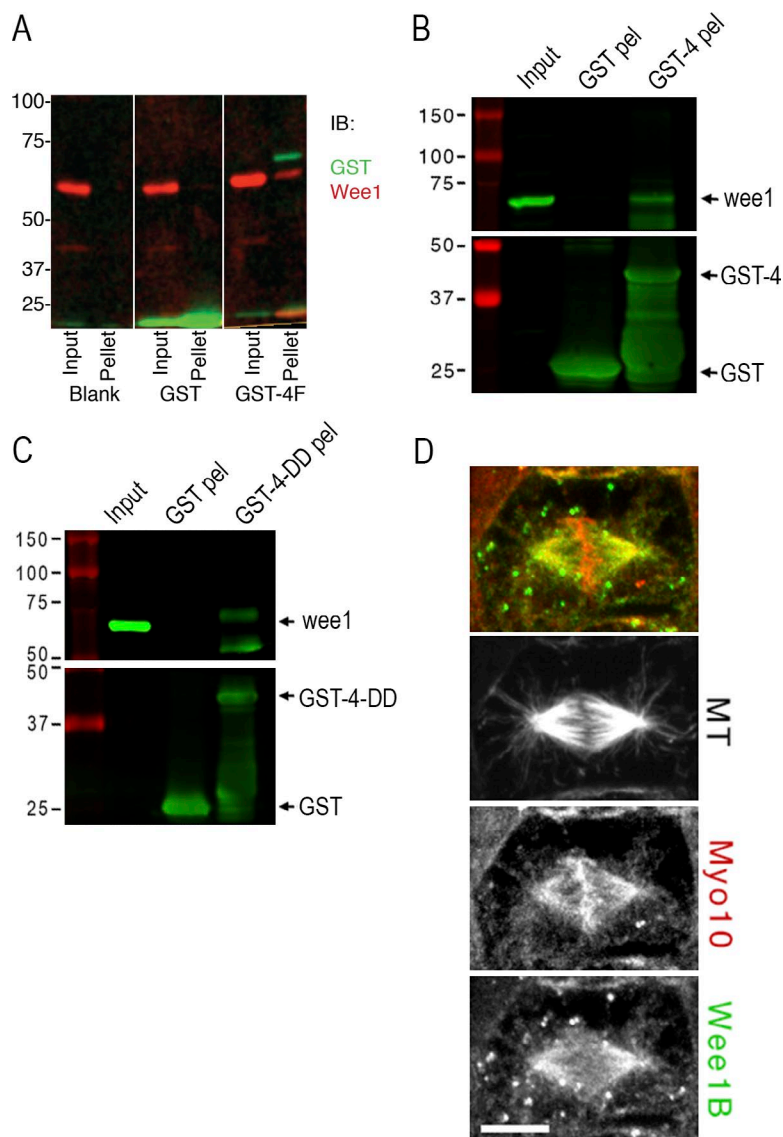 A
100-
75-
50-
37-
25-
IB:
GST
Wee1
Input
Pellet
Input
Pellet
Input
Pellet
Blank
GST
GST-4F
B
Input
GST pel
GST-4 pel
150
100
75
wee1
50
37
25
GST-4
GST
C
Input
GST pel
GST-4-DD pel
150
100
75
50
wee1
50
37
25
GST-4-DD
GST
D
MT
Myo10
Wee1B